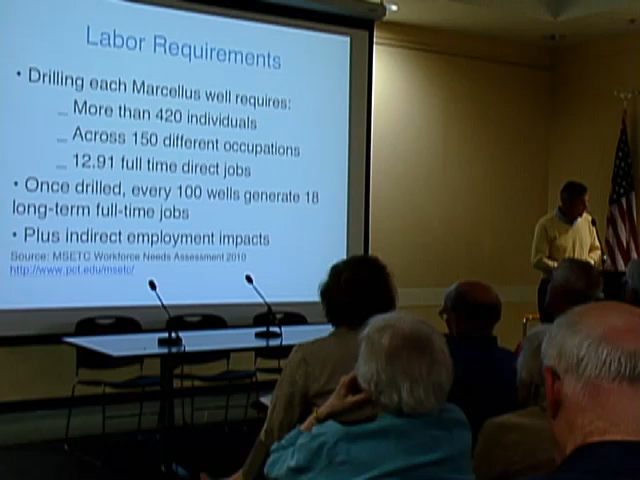 Labor Requirements
• Drilling each Marcellus well requires:
_ More than 420 individuals
_ Across 150 different occupations
_ 12.91 full time direct jobs
• Once drilled, every 100 wells generate 18
long-term full-time jobs
• Plus indirect employment impacts
Source: MSETC Workforce Needs Assessment 2010
http://www.pct.edu/msetc/